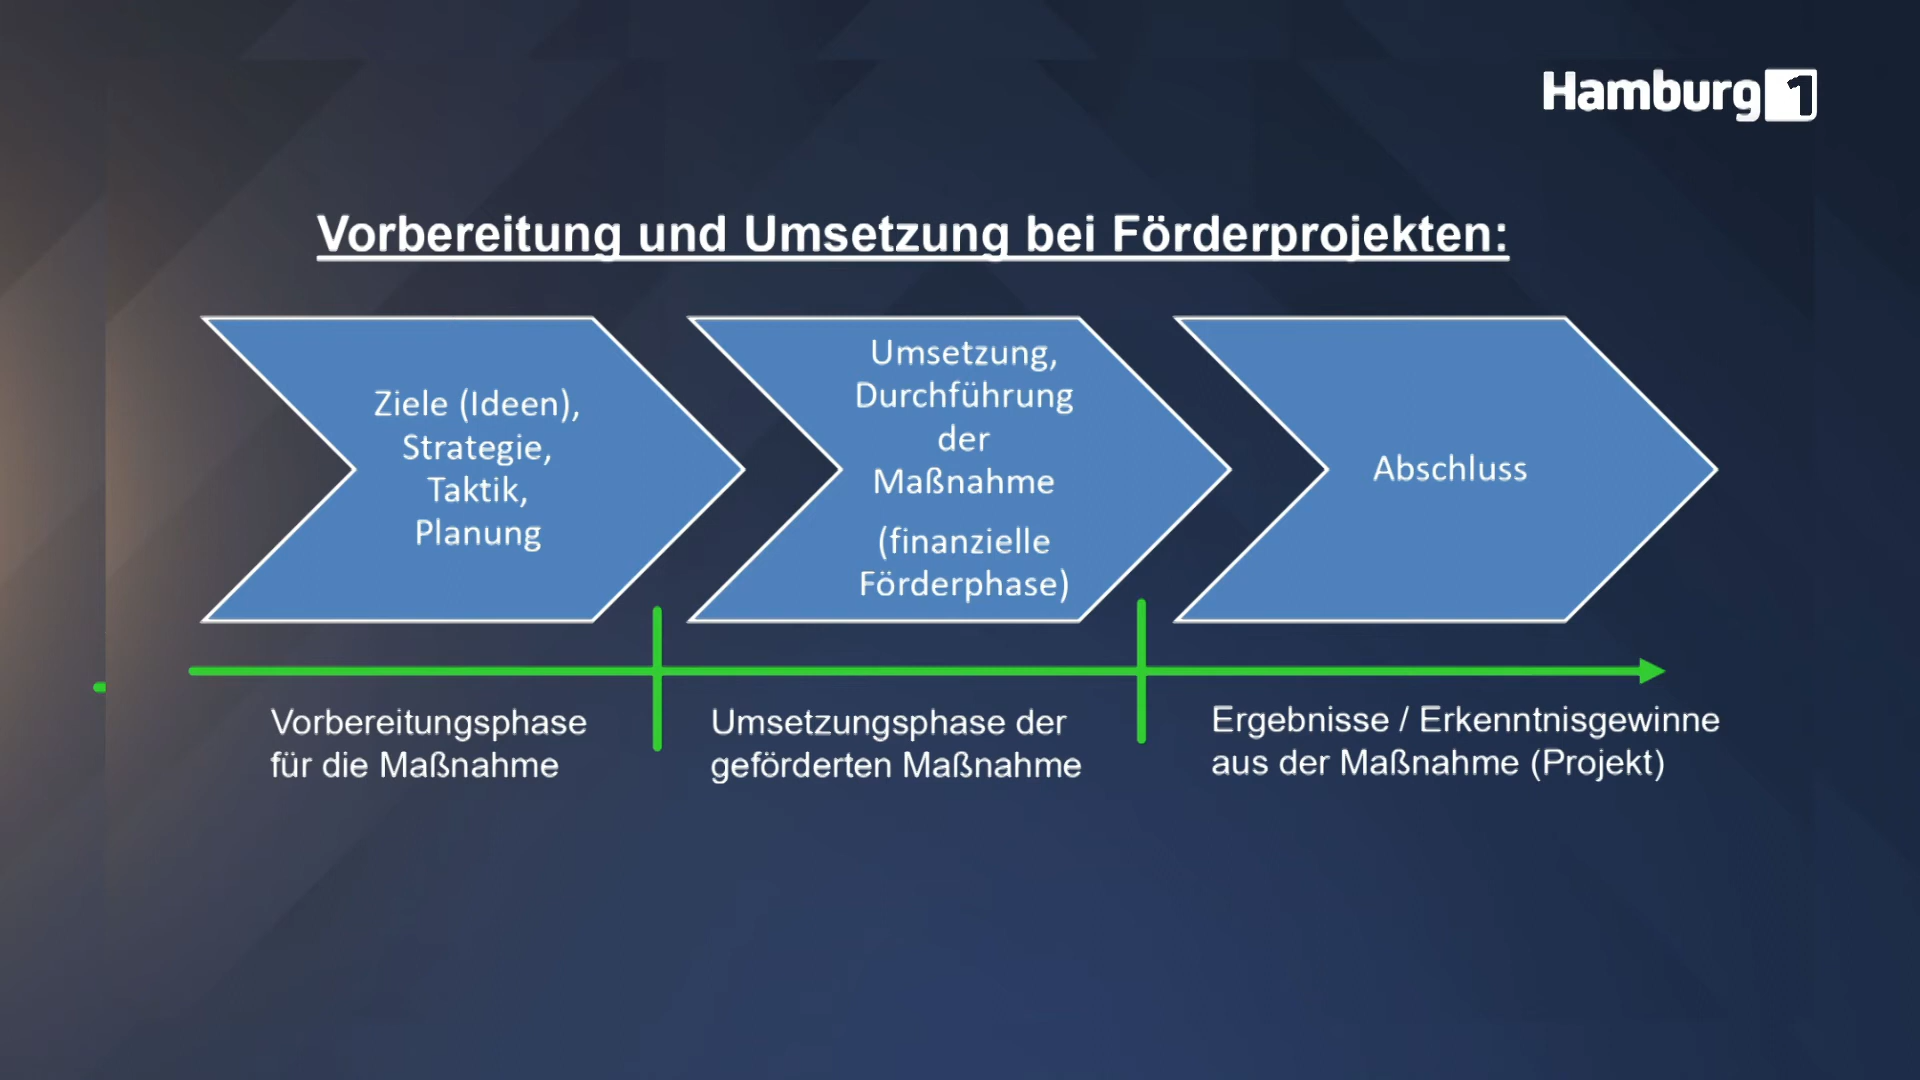 Hamburg 1
Vorbereitung und Umsetzung bei Förderprojekten:
Ziele (Ideen),
Strategie,
Taktik,
Planung
Umsetzung,
Durchführung
der
Maßnahme
(finanzielle
Förderphase)
Abschluss
Vorbereitungsphase
für die Maßnahme
Umsetzungsphase der
geförderten Maßnahme
Ergebnisse / Erkenntnisgewinne
aus der Maßnahme (Projekt)